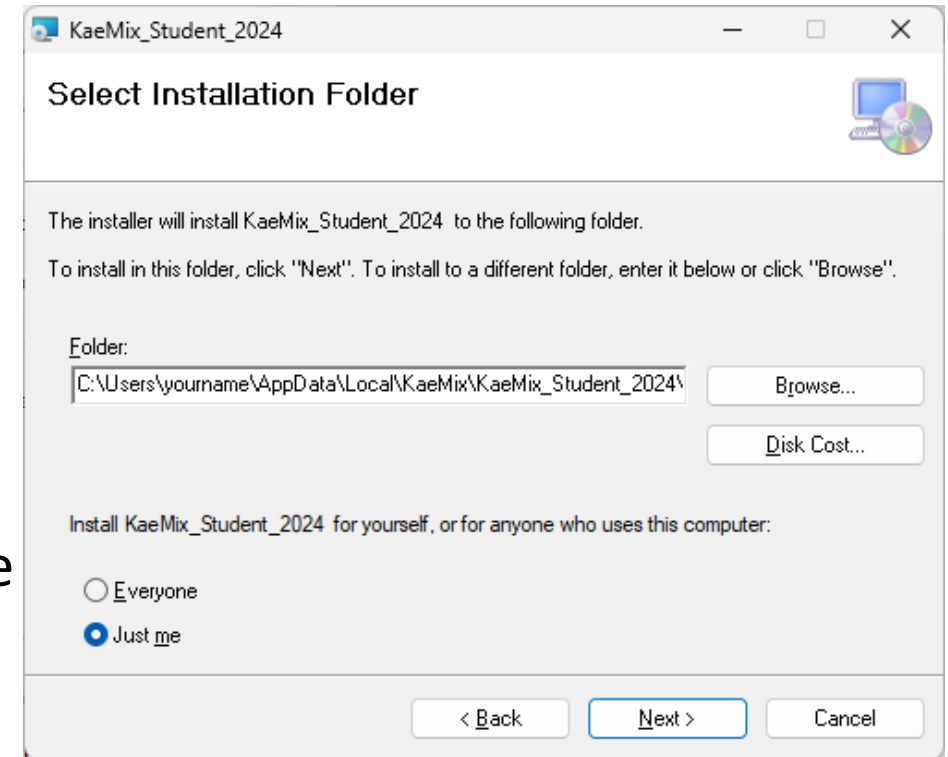 KaeMix_Student_2024
Select Installation Folder
The installer will install KaeMix_Student_2024 to the following folder.
To install in this folder, click "Next". To install to a different folder, enter it below or click "Browse".
Folder:
C:\Users\yourname\AppData\Local\KaeMix\KaeMix_Student_2024\
Browse...
Disk Cost...
Install KaeMix_Student_2024 for yourself, or for anyone who uses this computer:
e
Everyone
Just me
< Back
Next >
Cancel